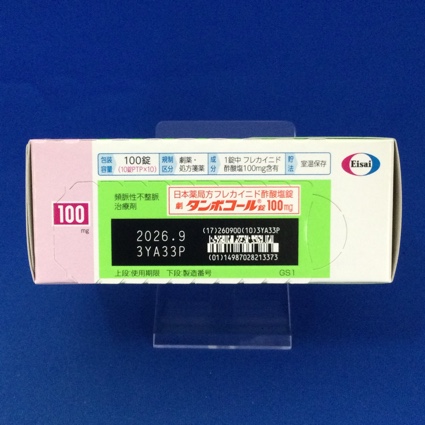 包装容量 100錠 (10錠PTP×10) 規制区分 劇薬・処方箋薬 成分 1錠中 フレカイニド酢酸塩100mg含有 貯法 室温保存
Eisai
頻脈性不整脈
治療剤
日本薬局方フレカイニド酢酸塩錠
劇 タンボコール®錠100mg
100
mg
2026.9
3YA33P
(17)260900(10)3YA33P
(01)14987028213373
上段:使用期限 下段:製造番号
GS1